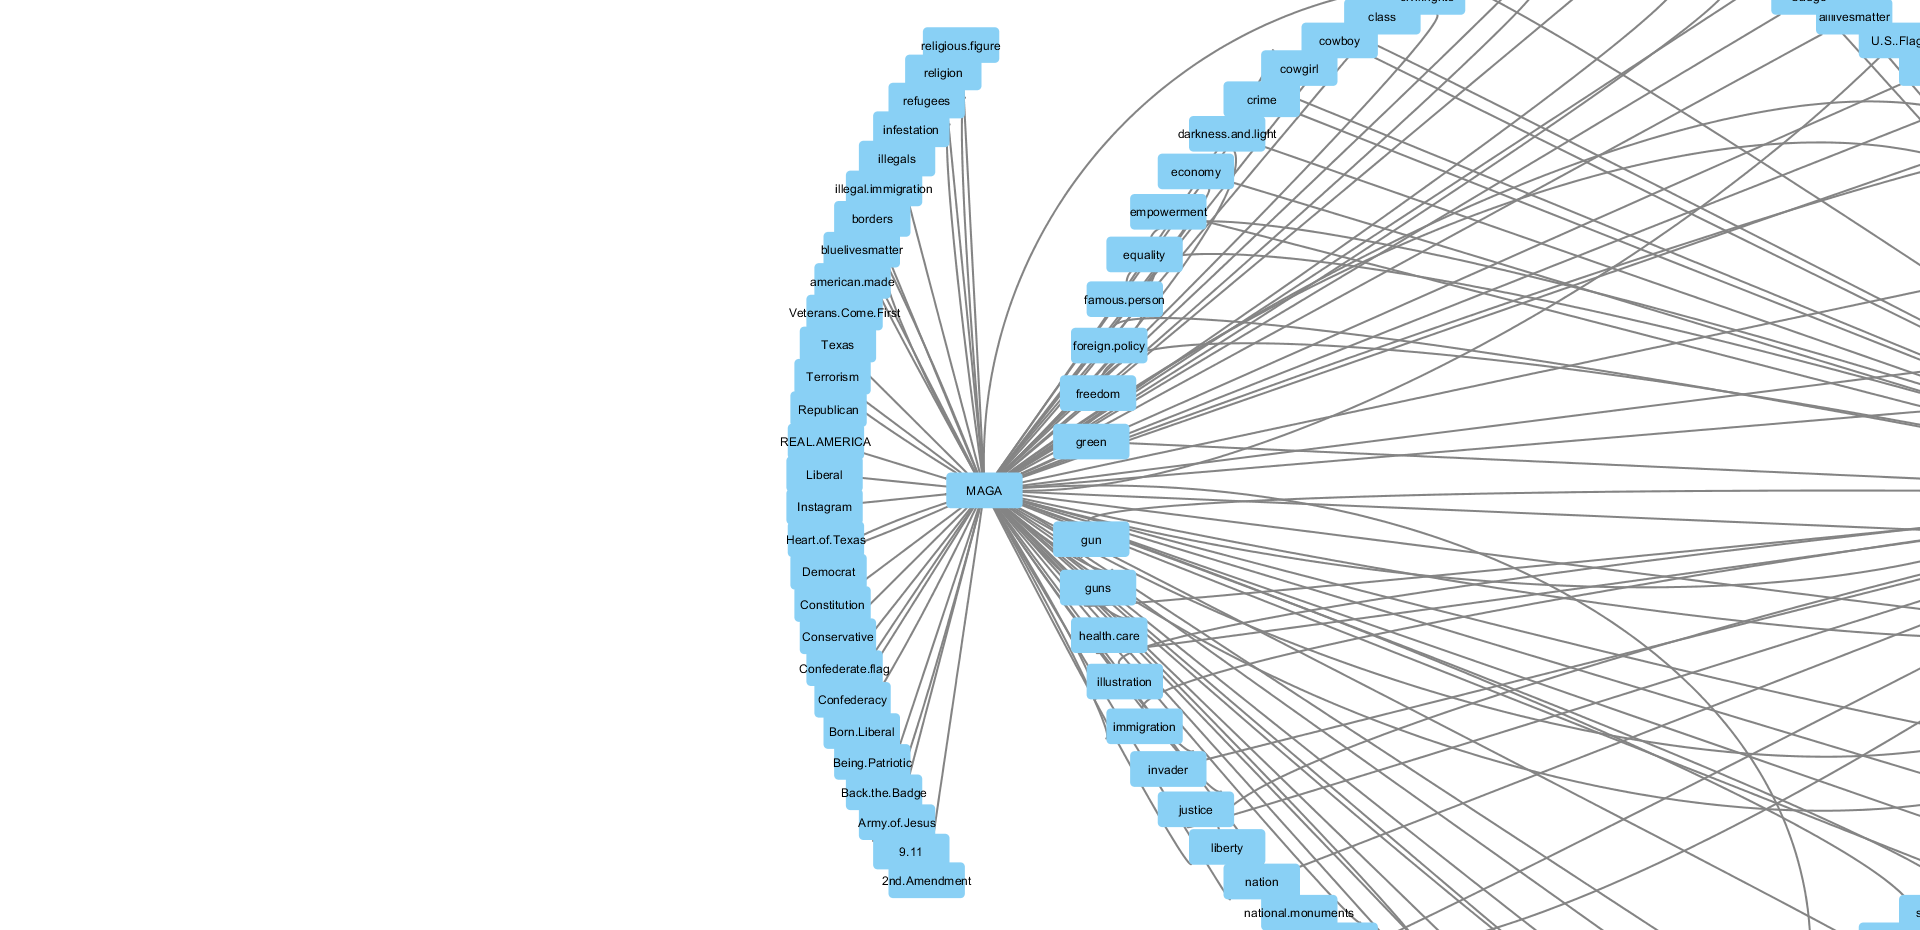 religious.figure
religion
refugees
infestation
illegals
illegal.immigration
borders
bluelivesmatter
american.made
Veterans.Come.First
Texas
Terrorism
Republican
REAL.AMERICA
Liberal
Instagram
Heart.of.Texas
Democrat
Constitution
Conservative
Confederate.flag
Confederacy
Born.Liberal
Being.Patriotic
Back.the.Badge
Army.of.Jesus
9.11
2nd.Amendment
MAGA
class
cowboy
cowgirl
crime
darkness.and.light
economy
empowerment
equality
famous.person
foreign.policy
freedom
green
gun
guns
health.care
illustration
immigration
invader
justice
liberty
nation
national.monuments
alllivesmatter
U.S..Flag